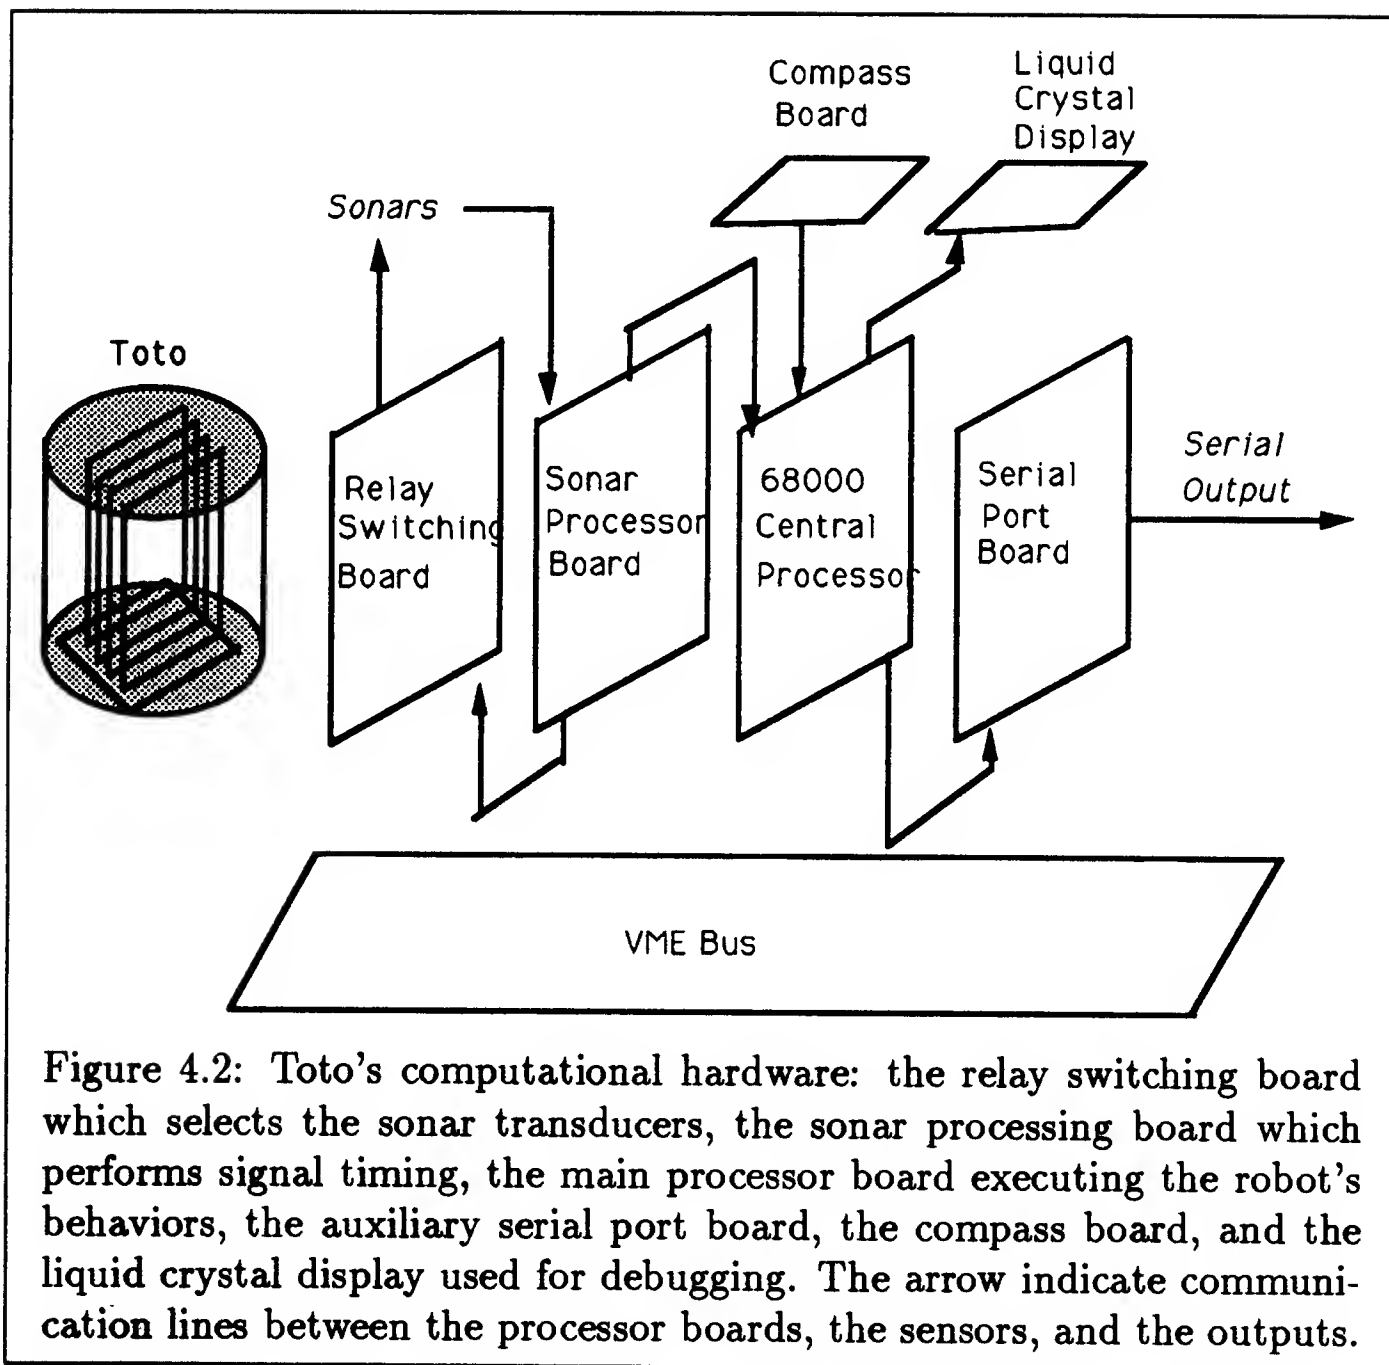 Compass
Board
Liquid
Crystal
Display
Sonars
Toto
Relay
Switching
Board
Sonar
Processor
Board
68000
Central
Processor
Serial
Port
Board
Serial
Output
VME Bus
Figure 4.2: Toto's computational hardware: the relay switching board
which selects the sonar transducers, the sonar processing board which
performs signal timing, the main processor board executing the robot's
behaviors, the auxiliary serial port board, the compass board, and the
liquid crystal display used for debugging. The arrow indicate communi-
cation lines between the processor boards, the sensors, and the outputs.